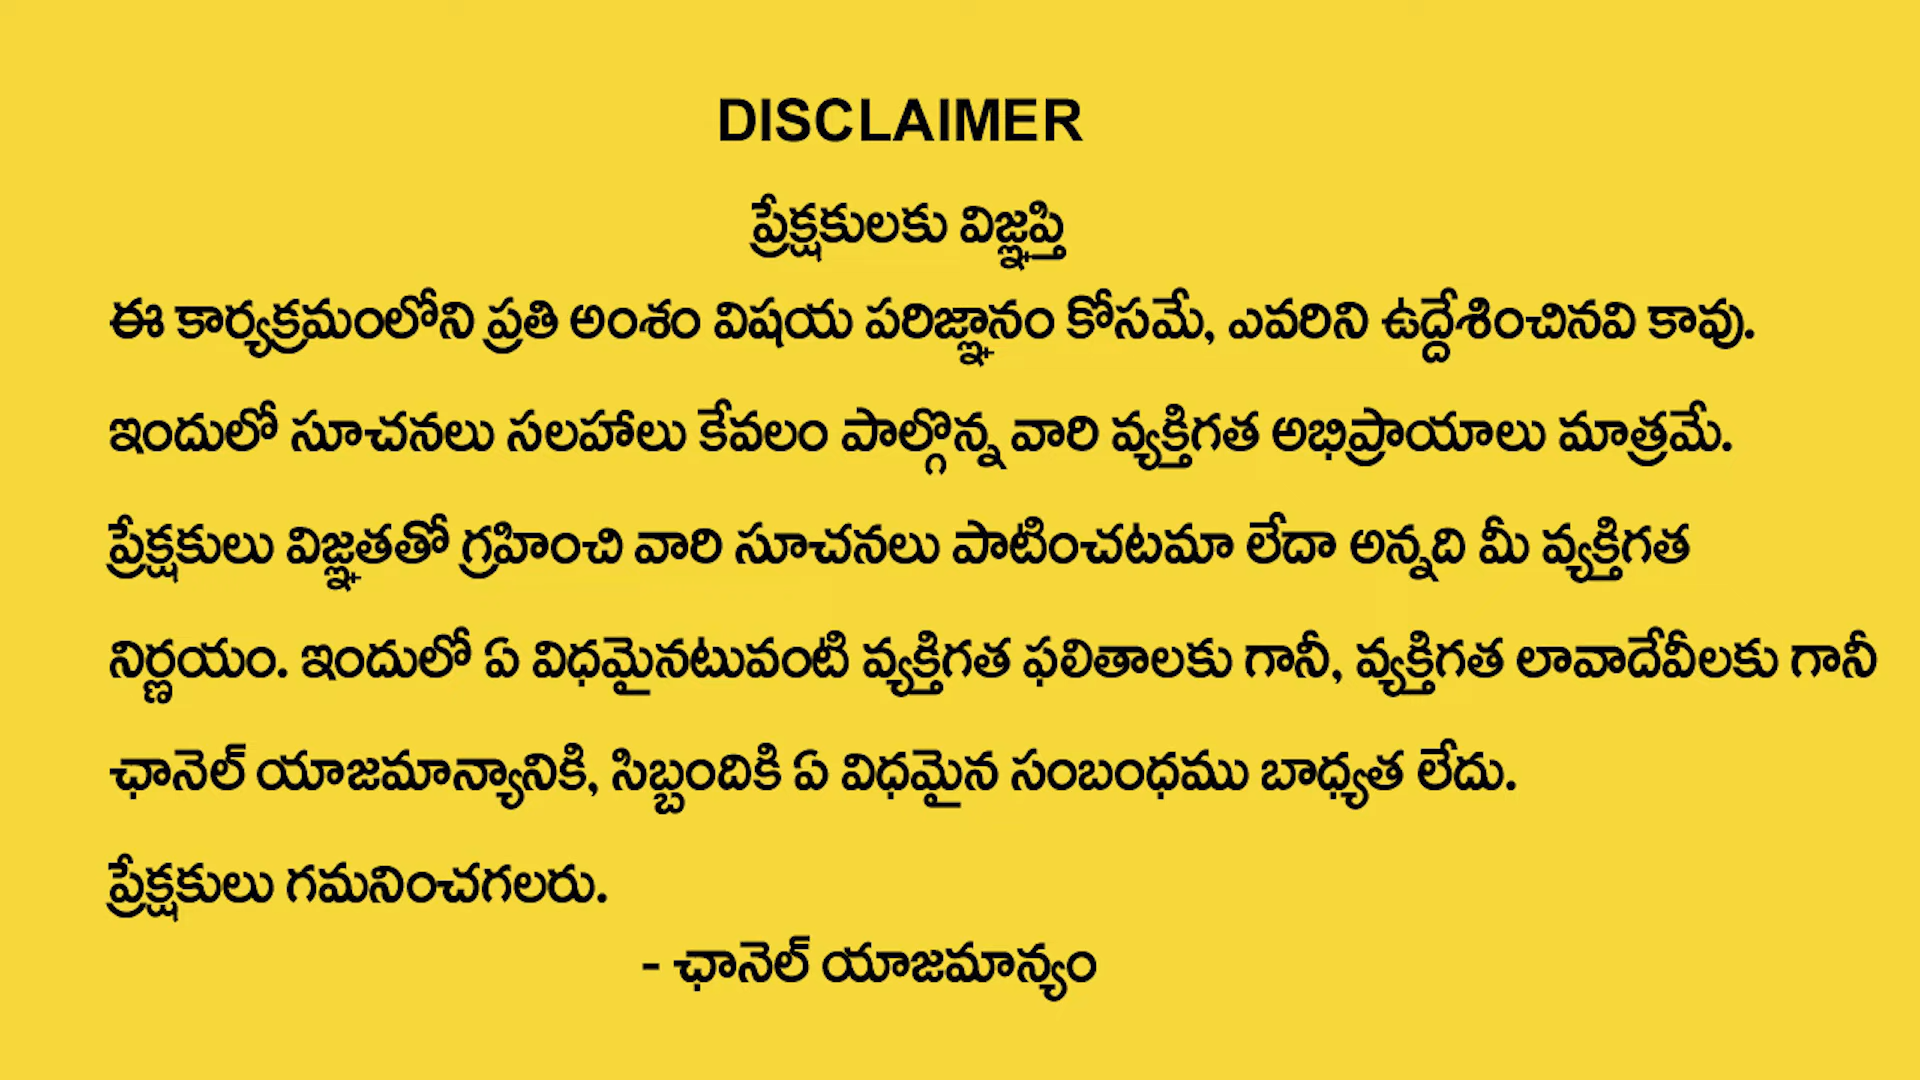 DISCLAIMER
ప్రేక్షకులకు విజ్ఞప్తి
ఈ కార్యక్రమంలోని ప్రతి అంశం విషయ పరిజ్ఞానం కోసమే, ఎవరిని ఉద్దేశించినవి కావు.
ఇందులో సూచనలు సలహాలు కేవలం పాల్గొన్న వారి వ్యక్తిగత అభిప్రాయాలు మాత్రమే.
ప్రేక్షకులు విజ్ఞతతో గ్రహించి వారి సూచనలు పాటించటమా లేదా అన్నది మీ వ్యక్తిగత
నిర్ణయం. ఇందులో ఏ విధమైనటువంటి వ్యక్తిగత ఫలితాలకు గానీ, వ్యక్తిగత లావాదేవీలకు గానీ
ఛానెల్ యాజమాన్యానికి, సిబ్బందికి ఏ విధమైన సంబంధము బాధ్యత లేదు.
ప్రేక్షకులు గమనించగలరు.
- ఛానెల్ యాజమాన్యం